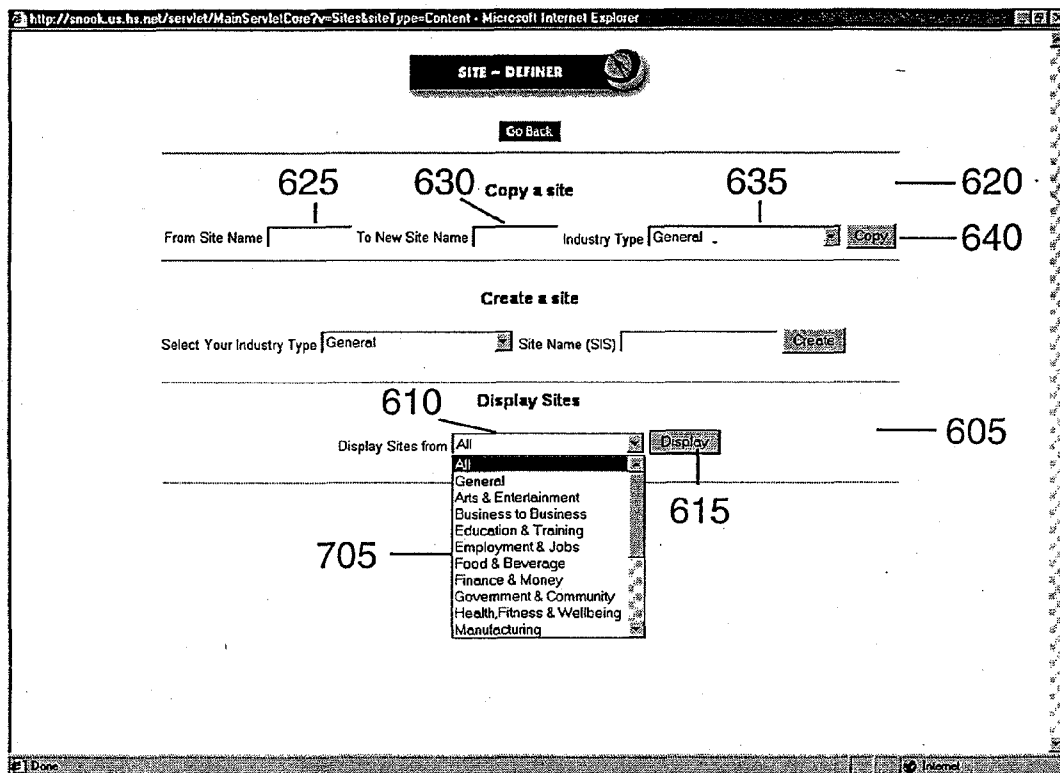 http://snook.us.hs.net/servlet/MainServletCore?v=Sites&siteType=Content - Microsoft Internet Explorer
SITE ~ DEFINER
Go Back
625 630 Copy a site 635 620
From Site Name To New Site Name Industry Type General Copy 640
Create a site
Select Your Industry Type General Site Name (SIS) Create
610 Display Sites 605
Display Sites from All Display
All
General
Arts & Entertainment
Business to Business 615
Education & Training
Employment & Jobs
705 Food & Beverage
Finance & Money
Government & Community
Health,Fitness & Wellbeing
Manufacturing
Done Internet